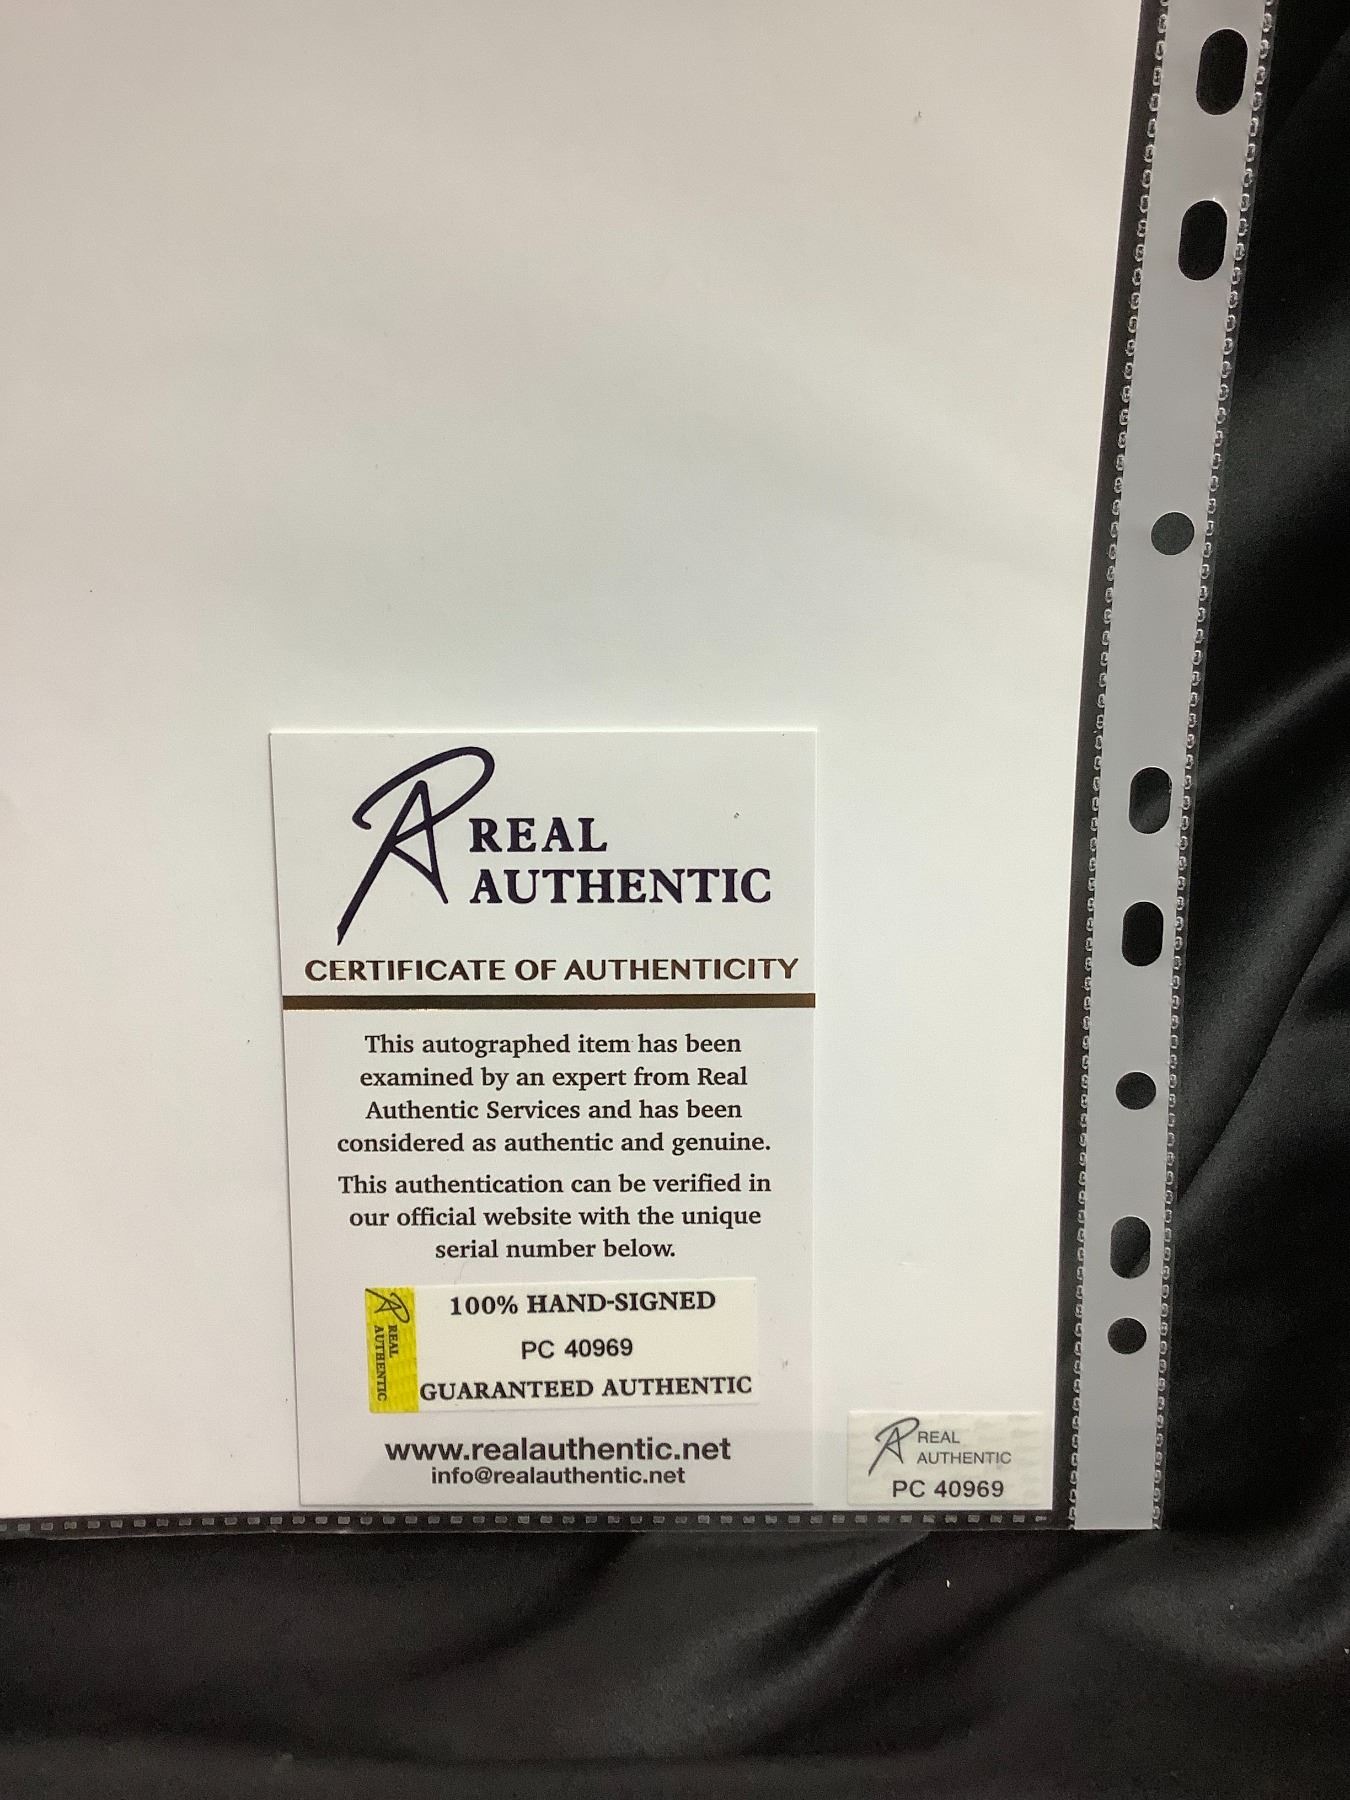 REAL
AUTHENTIC
CERTIFICATE OF AUTHENTICITY
This autographed item has been
examined by an expert from Real
Authentic Services and has been
considered as authentic and genuine.
This authentication can be verified in
our official website with the unique
serial number below.
REAL
AUTHENTIC
100% HAND-SIGNED
PC 40969
GUARANTEED AUTHENTIC
www.realauthentic.net
info@realauthentic.net
REAL
AUTHENTIC
PC 40969